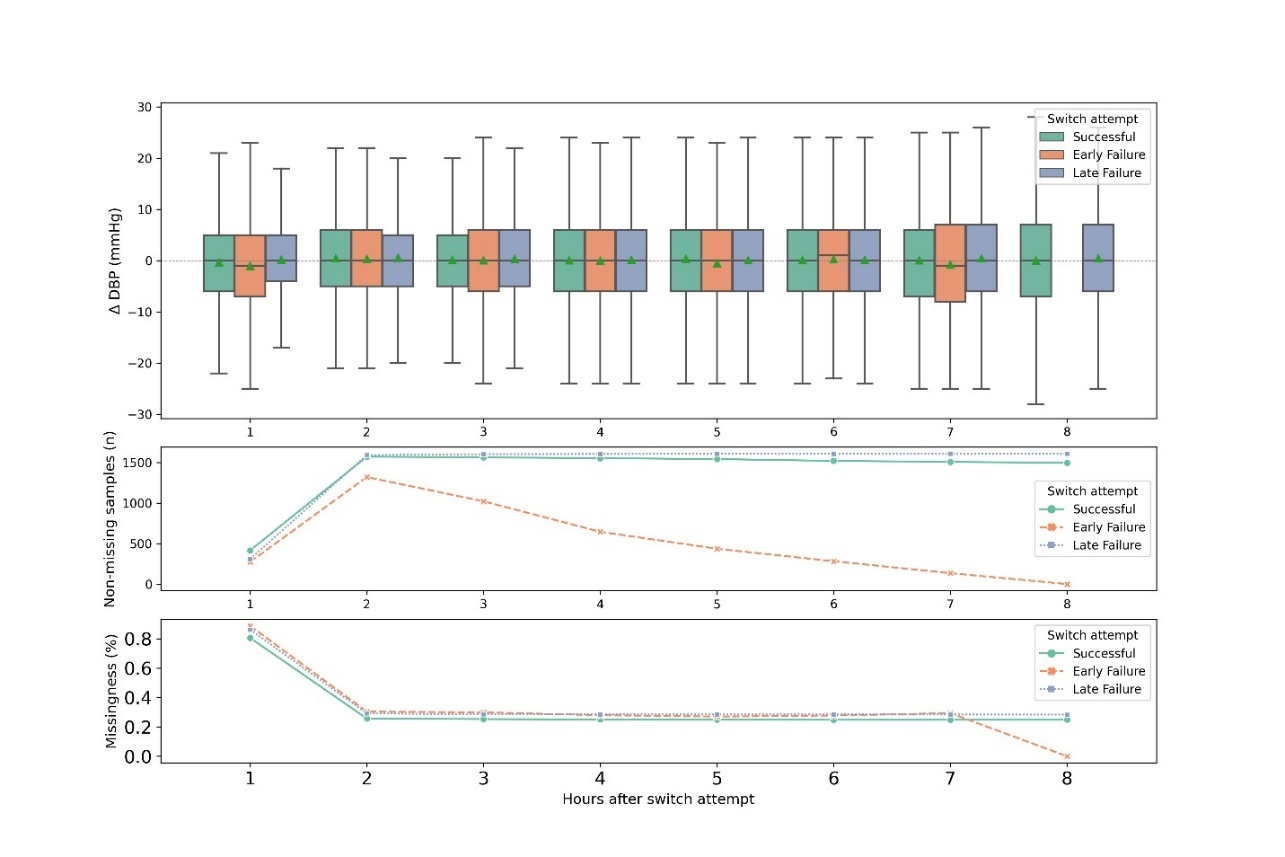 30
20
10
0
−10
−20
−30
Δ DBP (mmHg)
Switch attempt
Successful
Early Failure
Late Failure
1 2 3 4 5 6 7 8
1500
1000
500
0
Non-missing samples (n)
Switch attempt
Successful
Early Failure
Late Failure
1 2 3 4 5 6 7 8
0.8
0.6
0.4
0.2
0.0
Missingness (%)
Switch attempt
Successful
Early Failure
Late Failure
1 2 3 4 5 6 7 8
Hours after switch attempt